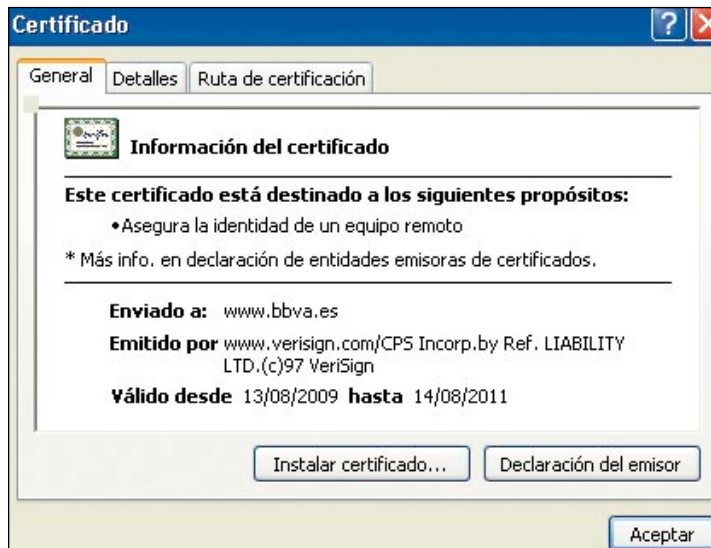 Certificado
General Detalles Ruta de certificación
Información del certificado
Este certificado está destinado a los siguientes propósitos:
•Asegura la identidad de un equipo remoto
* Más info. en declaración de entidades emisoras de certificados.
Enviado a: www.bbva.es
Emitido por www.verisign.com/CPS Incorp.by Ref. LIABILITY
LTD.(c)97 VeriSign
Válido desde 13/08/2009 hasta 14/08/2011
Instalar certificado... Declaración del emisor
Aceptar